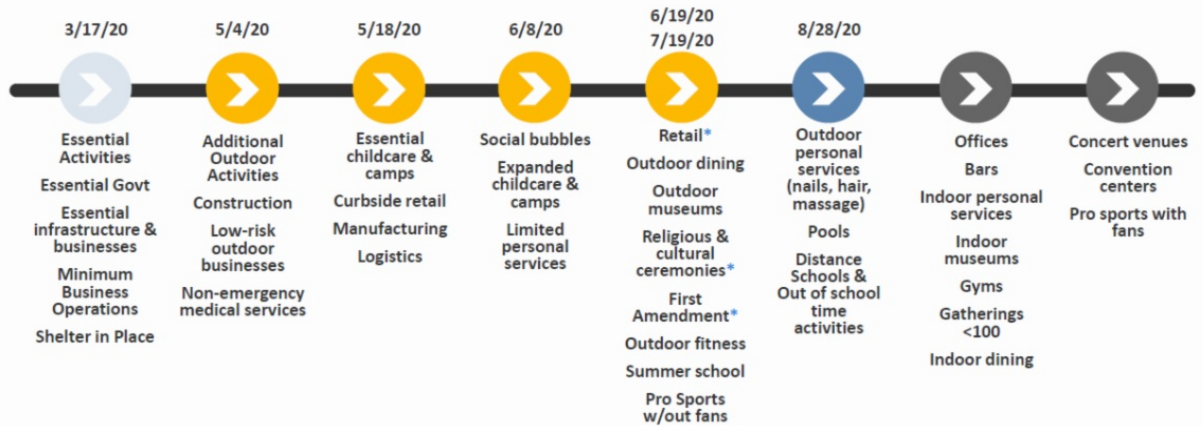 3/17/20
Essential
Activities
Essential Govt
Essential
infrastructure &
businesses
Minimum
Business
Operations
Shelter in Place
5/4/20
Additional
Outdoor
Activities
Construction
Low-risk
outdoor
businesses
Non-emergency
medical services
5/18/20
Essential
childcare &
camps
Curbside retail
Manufacturing
Logistics
6/8/20
Social bubbles
Expanded
childcare &
camps
Limited
personal
services
6/19/20
7/19/20
Retail*
Outdoor dining
Outdoor
museums
Religious &
cultural
ceremonies*
First
Amendment*
Outdoor fitness
Summer school
Pro Sports
w/out fans
8/28/20
Outdoor
personal
services
(nails, hair,
massage)
Pools
Distance
Schools &
Out of school
time
activities
Offices
Bars
Indoor personal
services
Indoor
museums
Gyms
Gatherings
<100
Indoor dining
Concert venues
Convention
centers
Pro sports with
fans